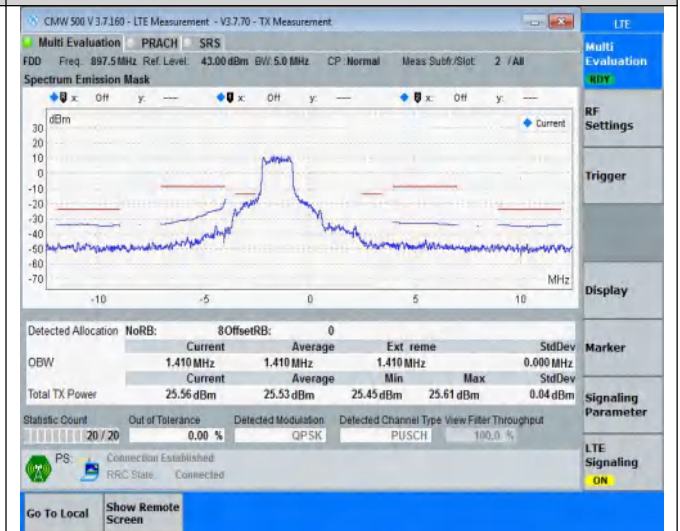 CMW 500 V 3.7.160 - LTE Measurement - V3.7.70 - TX Measurement
LTE
Multi Evaluation PRACH SRS
Multi Evaluation
RDY
FDD Freq. 897.5 MHz Ref. Level: 43.00 dBm BW: 5.0 MHz CP: Normal Meas Subfr./Slot: 2 / All
Spectrum Emission Mask
x: Off y: --- x: Off y: --- x: Off y: ---
dBm
Current
30
20
10
0
-10
-20
-30
-40
-50
-60
-70
MHz
-10 -5 0 5 10
RF Settings
Trigger
Display
Marker
Signaling Parameter
LTE Signaling
ON
Detected Allocation NoRB: 8 OffsetRB: 0
Current Average Extreme StdDev
OBW 1.410 MHz 1.410 MHz 1.410 MHz 0.000 MHz
Current Average Min Max StdDev
Total TX Power 25.56 dBm 25.53 dBm 25.45 dBm 25.61 dBm 0.04 dBm
Statistic Count Out of Tolerance Detected Modulation Detected Channel Type View Filter Throughput
20 / 20 0.00 % QPSK PUSCH 100.0 %
PS: Connection Established
RRC State: Connected
Go To Local
Show Remote Screen